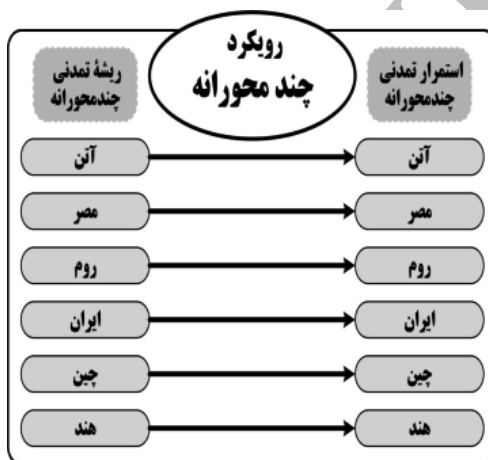 رویکرد
چند محورانه
استمرار تمدنی
چندمحورانه
ریشهٔ تمدنی
چندمحورانه
آتن
آتن
مصر
مصر
روم
روم
ایران
ایران
چین
چین
هند
هند